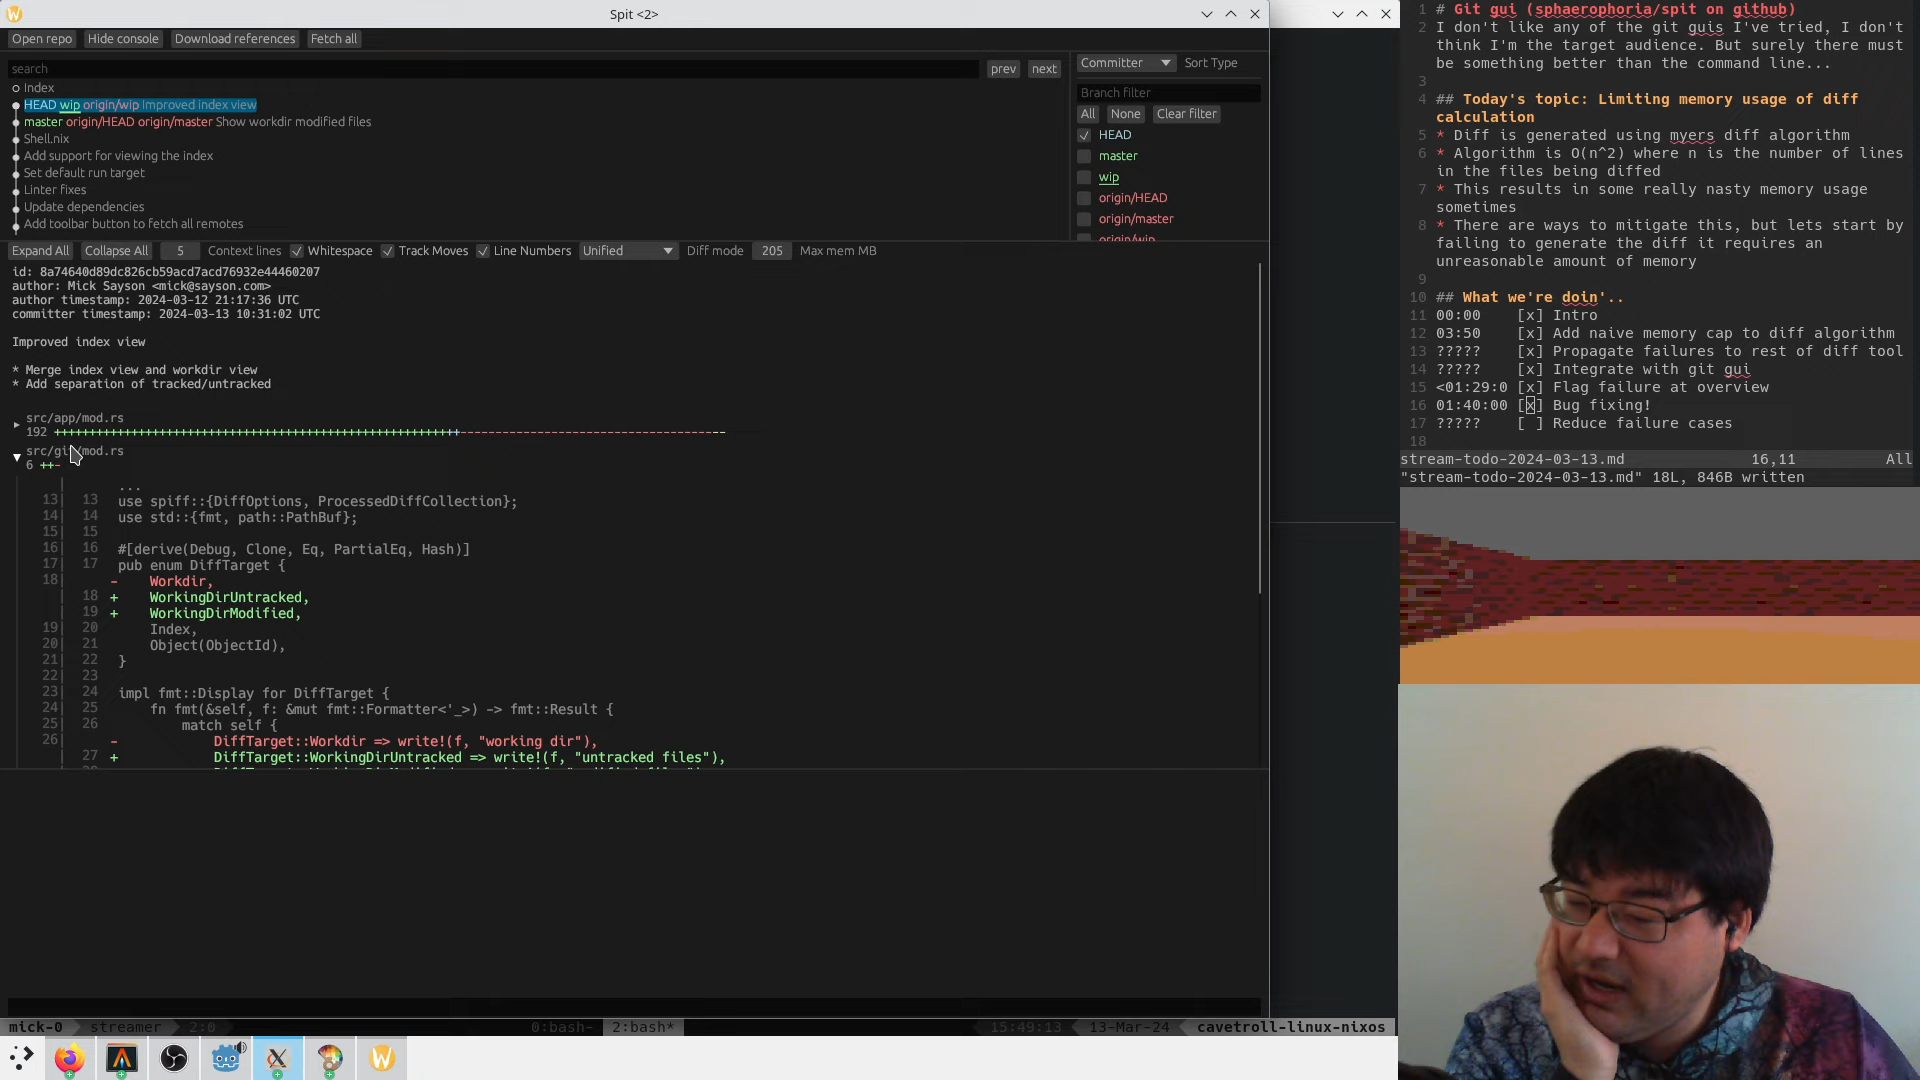 Spit <2>
Open repo
Hide console
Download references
Fetch all
search
prev
next
Committer
Sort Type
Index
HEAD wip origin/wip Improved index view
master origin/HEAD origin/master Show workdir modified files
Shell.nix
Add support for viewing the index
Set default run target
Linter fixes
Update dependencies
Add toolbar button to fetch all remotes
Branch filter
All
None
Clear filter
HEAD
master
wip
origin/HEAD
origin/master
origin/wip
Expand All
Collapse All
5
Context lines
Whitespace
Track Moves
Line Numbers
Unified
Diff mode
205
Max mem MB
id: 8a74640d89dc826cb59acd7acd76932e44460207
author: Mick Sayson <mick@sayson.com>
author timestamp: 2024-03-12 21:17:36 UTC
committer timestamp: 2024-03-13 10:31:02 UTC
Improved index view
* Merge index view and workdir view
* Add separation of tracked/untracked
src/app/mod.rs
192
src/git/mod.rs
6 ++-
...
13| 13 use spiff::{DiffOptions, ProcessedDiffCollection};
14| 14 use std::{fmt, path::PathBuf};
15| 15
16| 16 #[derive(Debug, Clone, Eq, PartialEq, Hash)]
17| 17 pub enum DiffTarget {
18| - Workdir,
| 18 + WorkingDirUntracked,
| 19 + WorkingDirModified,
19| 20 Index,
20| 21 Object(ObjectId),
21| 22 }
22| 23
23| 24 impl fmt::Display for DiffTarget {
24| 25 fn fmt(&self, f: &mut fmt::Formatter<'_>) -> fmt::Result {
25| 26 match self {
26| - DiffTarget::Workdir => write!(f, "working dir"),
| 27 + DiffTarget::WorkingDirUntracked => write!(f, "untracked files"),
mick-0
streamer
2:0
0:bash-
2:bash*
15:49:13
13-Mar-24
cavetroll-linux-nixos
1 # Git gui (sphaerophoria/spit on github)
2 I don't like any of the git guis I've tried, I don't
think I'm the target audience. But surely there must
be something better than the command line...
3
4 ## Today's topic: Limiting memory usage of diff
calculation
5 * Diff is generated using myers diff algorithm
6 * Algorithm is O(n^2) where n is the number of lines
in the files being diffed
7 * This results in some really nasty memory usage
sometimes
8 * There are ways to mitigate this, but lets start by
failing to generate the diff it requires an
unreasonable amount of memory
9
10 ## What we're doin'..
11 00:00 [x] Intro
12 03:50 [x] Add naive memory cap to diff algorithm
13 ????? [x] Propagate failures to rest of diff tool
14 ????? [x] Integrate with git gui
15 <01:29:0 [x] Flag failure at overview
16 01:40:00 [x] Bug fixing!
17 ????? [ ] Reduce failure cases
18
stream-todo-2024-03-13.md 16,11 All
"stream-todo-2024-03-13.md" 18L, 846B written